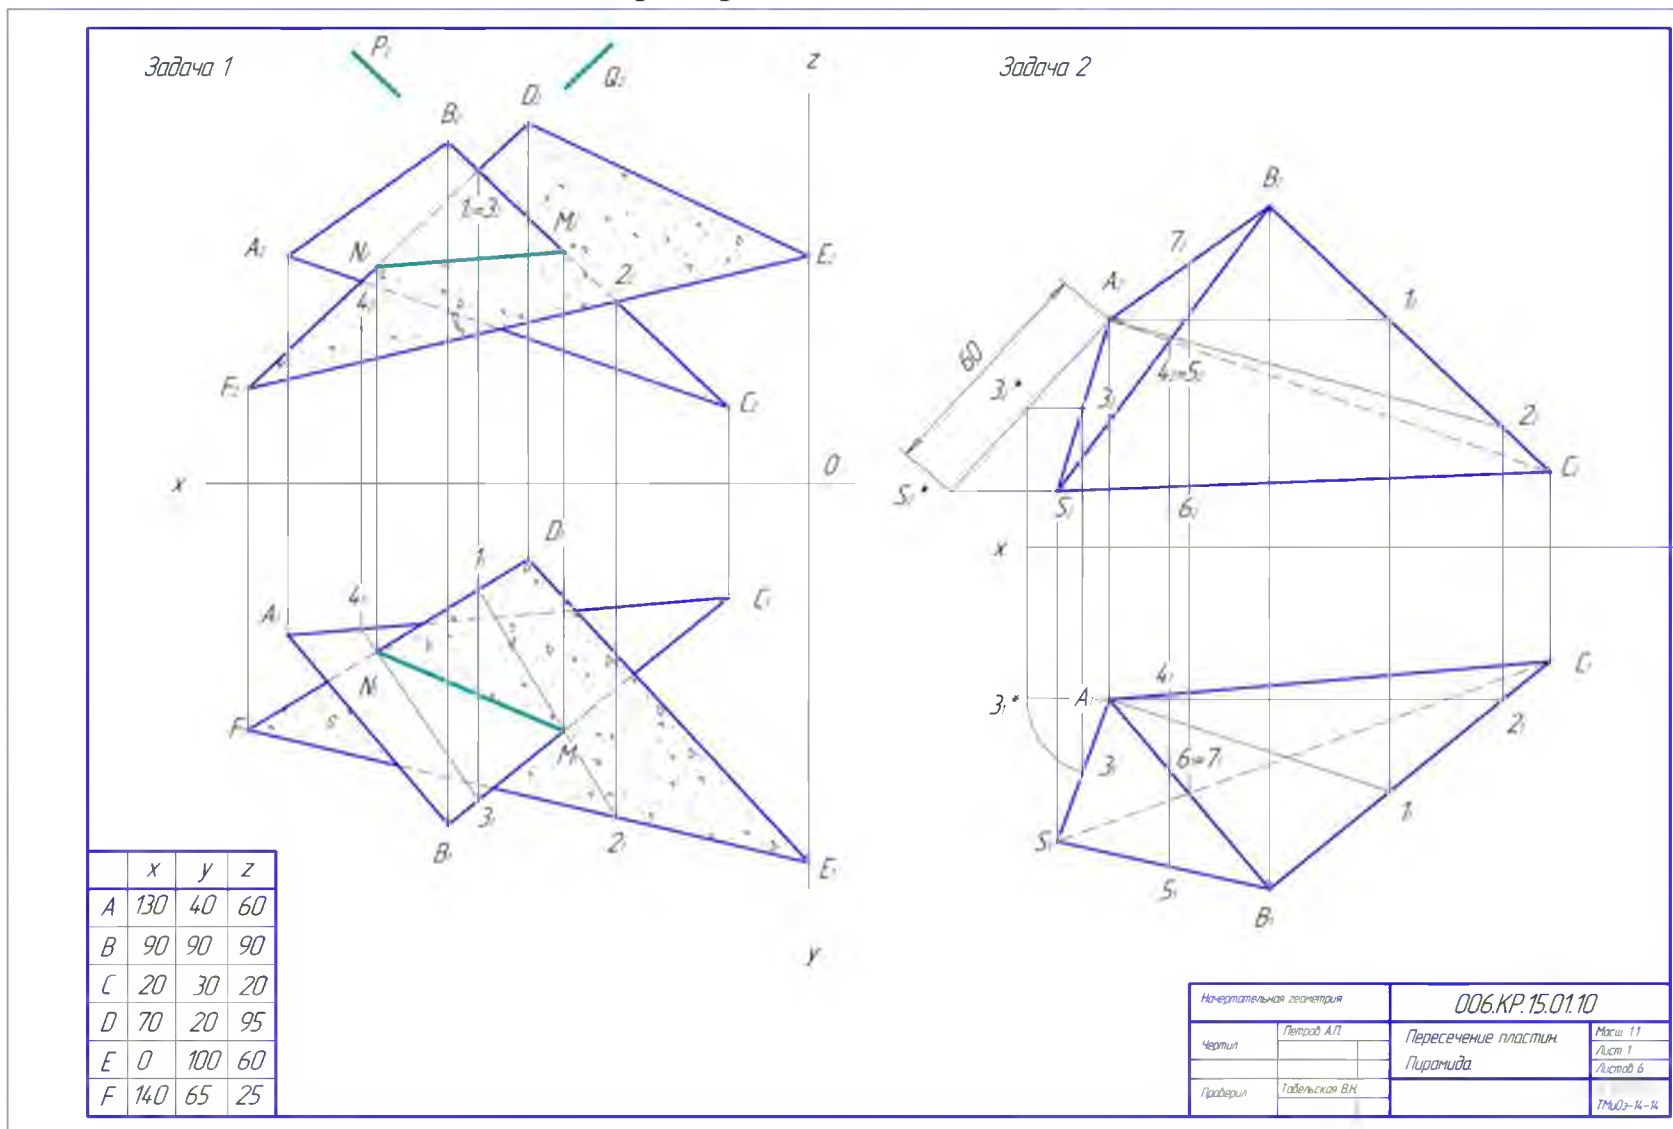 Задача 1
Задача 2
P₂
Q₂
z
B₂
D₂
A₂
N₂
1₂≡3₂
M₂
E₂
4₂
2₂
F₂
C₂
x
0
D₁
1₁
4₁
A₁
C₁
N₁
F₁
M₁
3₁
2₁
B₁
E₁
y
B₂
7₂
A₂
1₂
60
3₂*
3₂
4₂≡5₂
2₂
C₂
S₂*
S₂
6₂
x
C₁
4₁
3₁*
A₁
2₁
3₁
6₁≡7₁
1₁
S₁
5₁
B₁
x y z
A 130 40 60
B 90 90 90
C 20 30 20
D 70 20 95
E 0 100 60
F 140 65 25
Начертательная геометрия
006.КР.15.01.10
Чертил
Петров А.П.
Пересечение пластин.
Пирамида.
Масш. 1:1
Лист 1
Листов 6
Проверил
Табельская В.Н.
ТМиОз-14-14